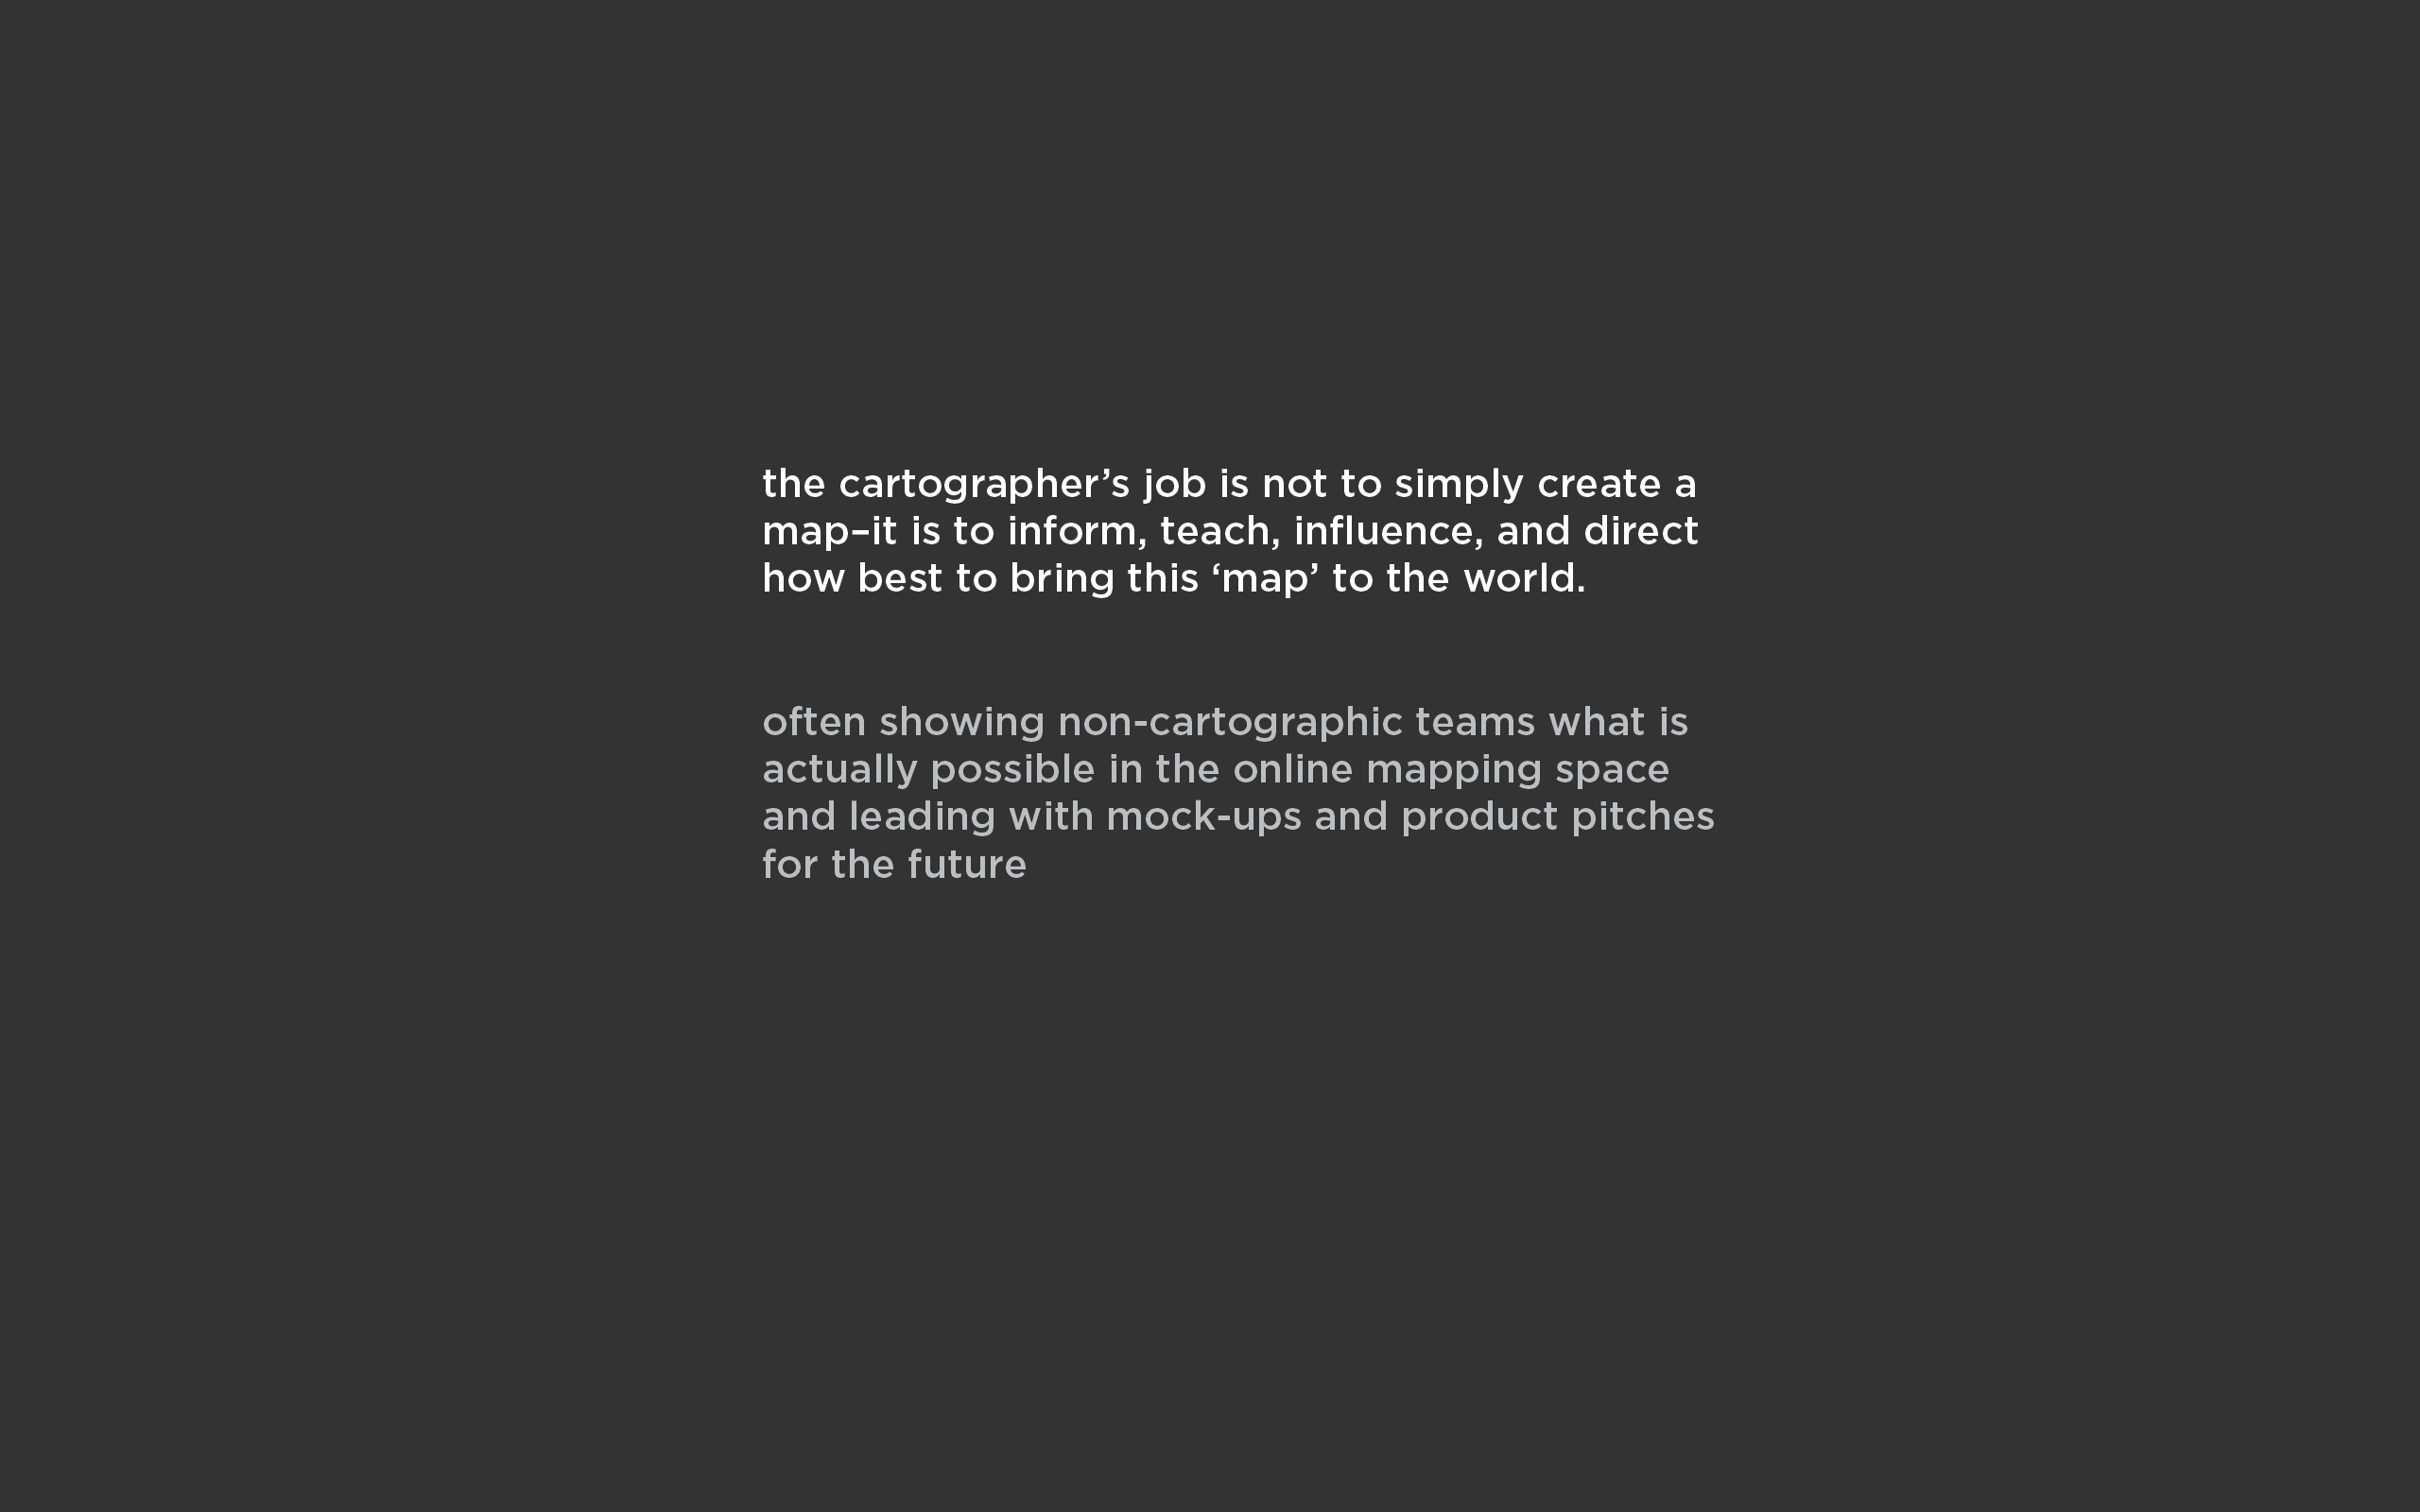 the cartographer’s job is not to simply create a
map–it is to inform, teach, influence, and direct
how best to bring this ‘map’ to the world.
often showing non-cartographic teams what is
actually possible in the online mapping space
and leading with mock-ups and product pitches
for the future